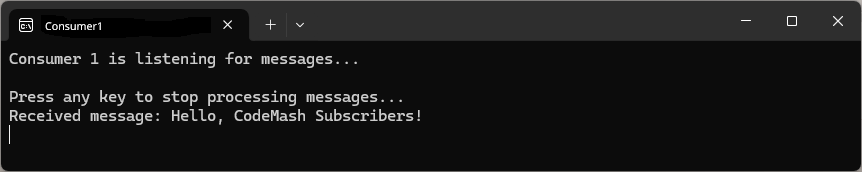 Consumer1
Consumer 1 is listening for messages...
Press any key to stop processing messages...
Received message: Hello, CodeMash Subscribers!